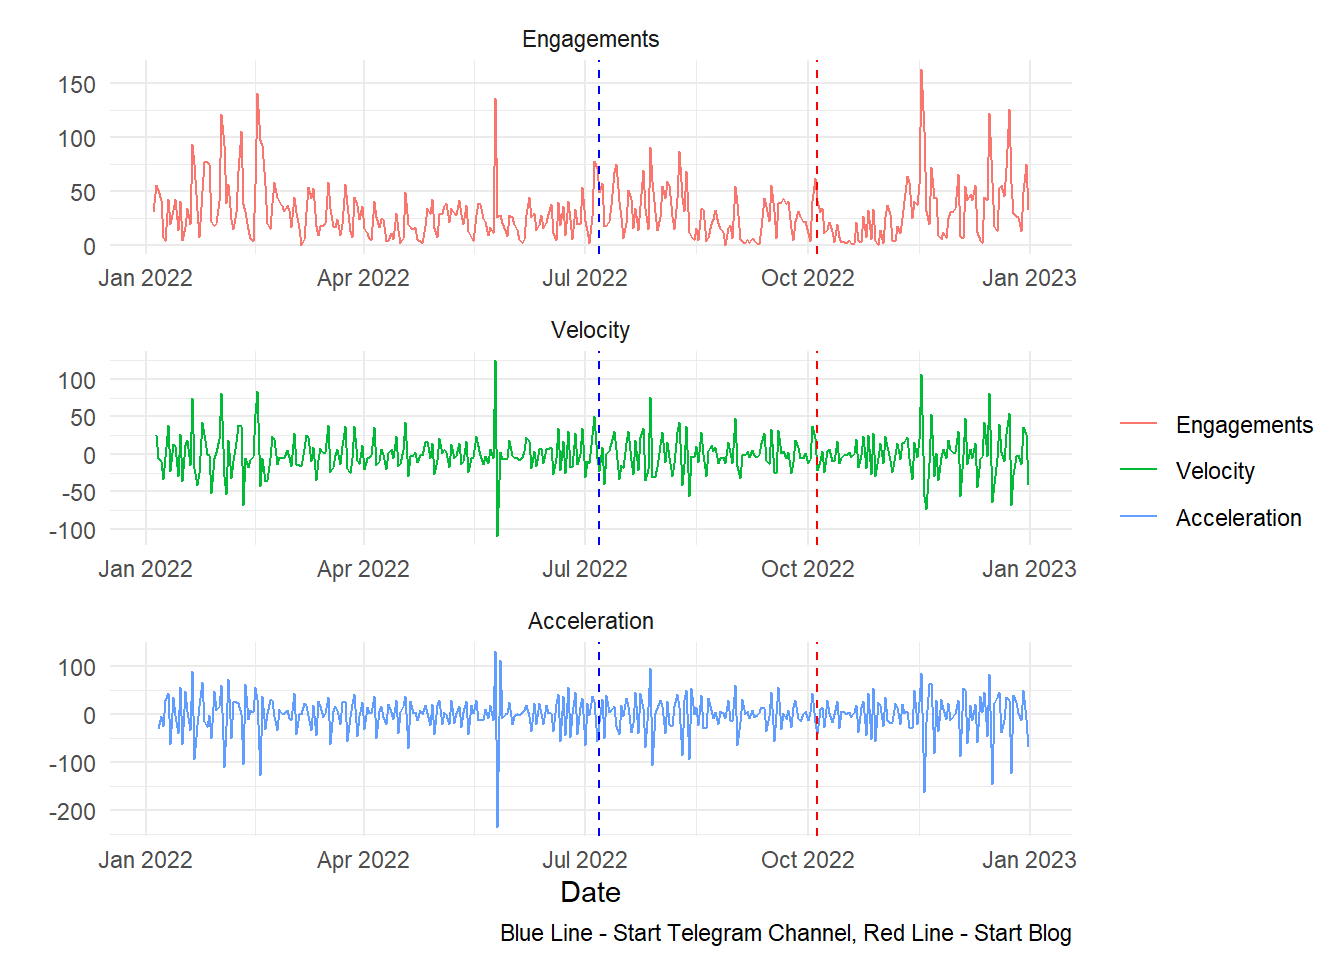 Engagements
150
100
50
0
Jan 2022 Apr 2022 Jul 2022 Oct 2022 Jan 2023
Velocity
100
50
0
-50
-100
Jan 2022 Apr 2022 Jul 2022 Oct 2022 Jan 2023
Acceleration
100
0
-100
-200
Jan 2022 Apr 2022 Jul 2022 Oct 2022 Jan 2023
Date
Blue Line - Start Telegram Channel, Red Line - Start Blog
Engagements
Velocity
Acceleration